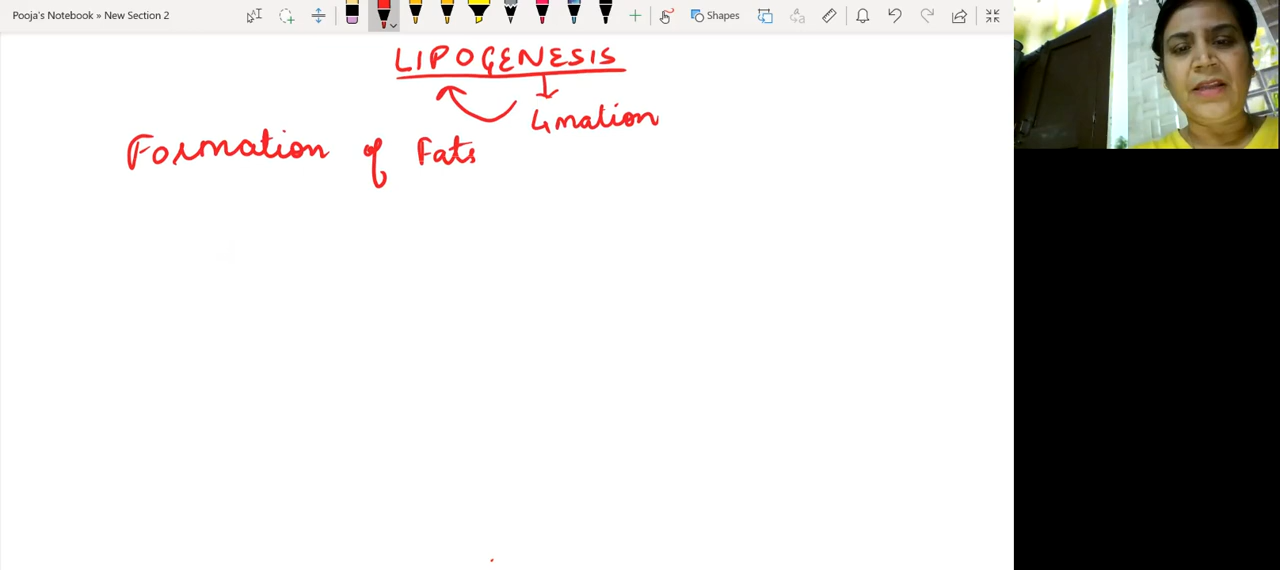 Pooja's Notebook » New Section 2
Shapes
LIPOGENESIS
4mation
Formation of Fats